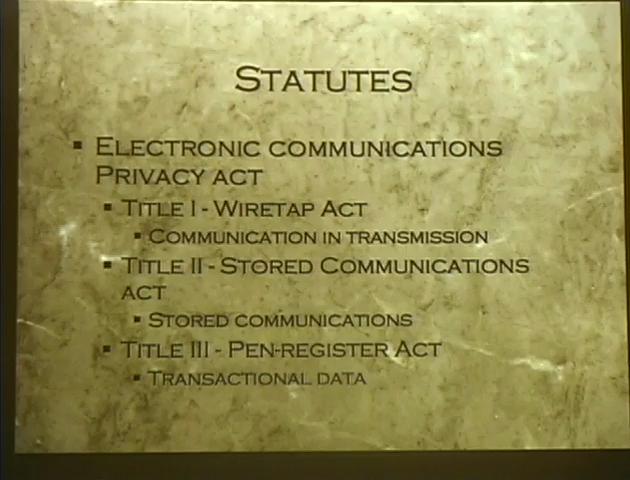 STATUTES
▪ ELECTRONIC COMMUNICATIONS
PRIVACY ACT
▪ TITLE I - WIRETAP ACT
▪ COMMUNICATION IN TRANSMISSION
▪ TITLE II - STORED COMMUNICATIONS
ACT
▪ STORED COMMUNICATIONS
▪ TITLE III - PEN-REGISTER ACT
▪ TRANSACTIONAL DATA